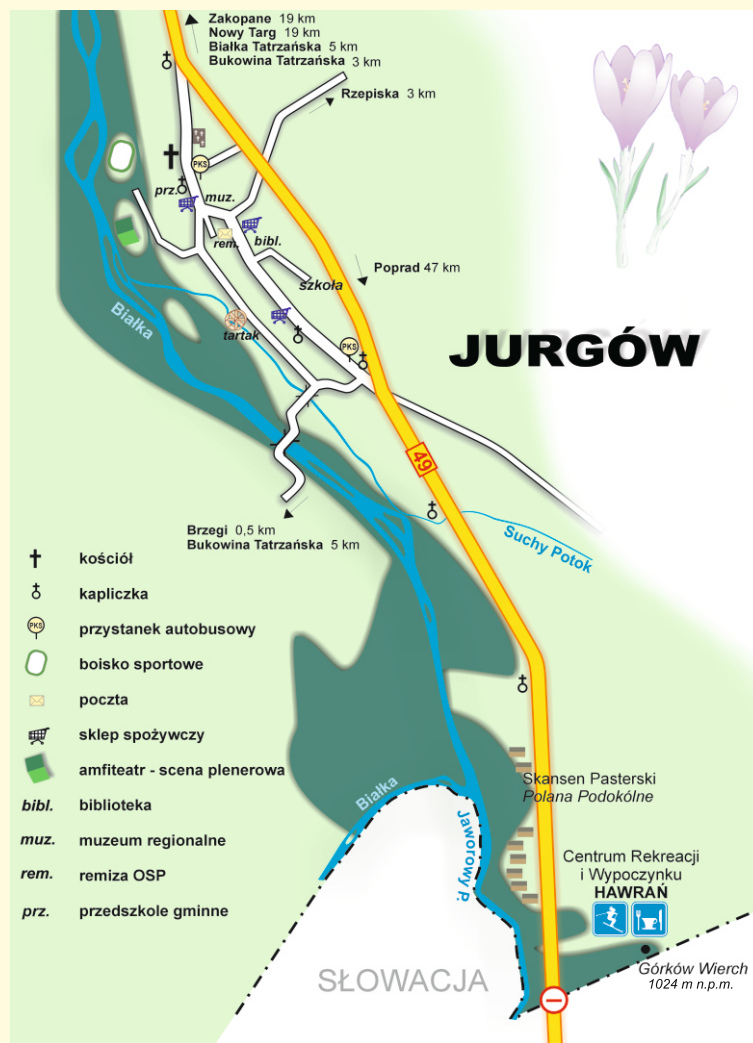 Zakopane 19 km
Nowy Targ 19 km
Białka Tatrzańska 5 km
Bukowina Tatrzańska 3 km
Rzepiska 3 km
PKS
prz.
muz.
rem.
bibl.
szkoła
Poprad 47 km
Białka
tartak
PKS
JURGÓW
49
Brzegi 0,5 km
Bukowina Tatrzańska 5 km
Suchy Potok
kościół
kapliczka
PKS przystanek autobusowy
boisko sportowe
poczta
sklep spożywczy
amfiteatr - scena plenerowa
bibl. biblioteka
muz. muzeum regionalne
rem. remiza OSP
prz. przedszkole gminne
Skansen Pasterski
Polana Podokólne
Białka
Jaworowy P.
Centrum Rekreacji
i Wypoczynku
HAWRAŃ
Górków Wierch
1024 m n.p.m.
SŁOWACJA